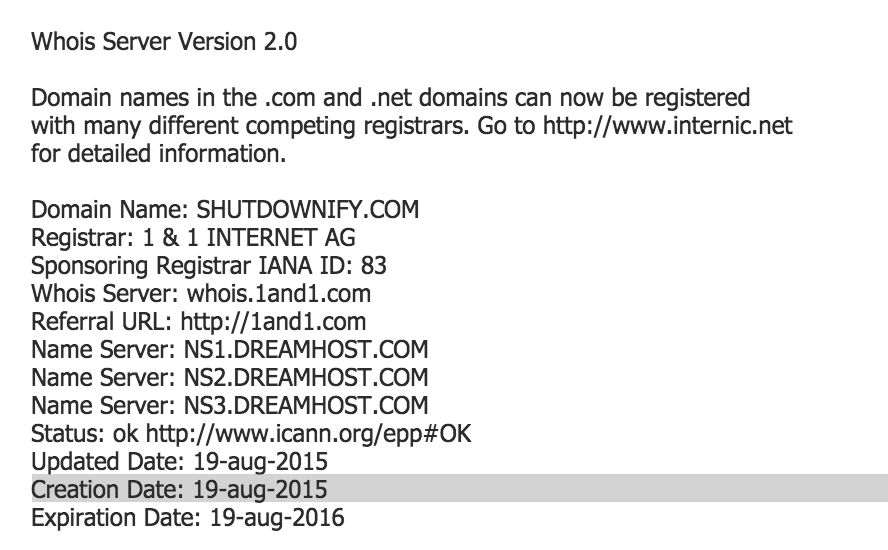 Whois Server Version 2.0
Domain names in the .com and .net domains can now be registered
with many different competing registrars. Go to http://www.internic.net
for detailed information.
Domain Name: SHUTDOWNIFY.COM
Registrar: 1 & 1 INTERNET AG
Sponsoring Registrar IANA ID: 83
Whois Server: whois.1and1.com
Referral URL: http://1and1.com
Name Server: NS1.DREAMHOST.COM
Name Server: NS2.DREAMHOST.COM
Name Server: NS3.DREAMHOST.COM
Status: ok http://www.icann.org/epp#OK
Updated Date: 19-aug-2015
Creation Date: 19-aug-2015
Expiration Date: 19-aug-2016